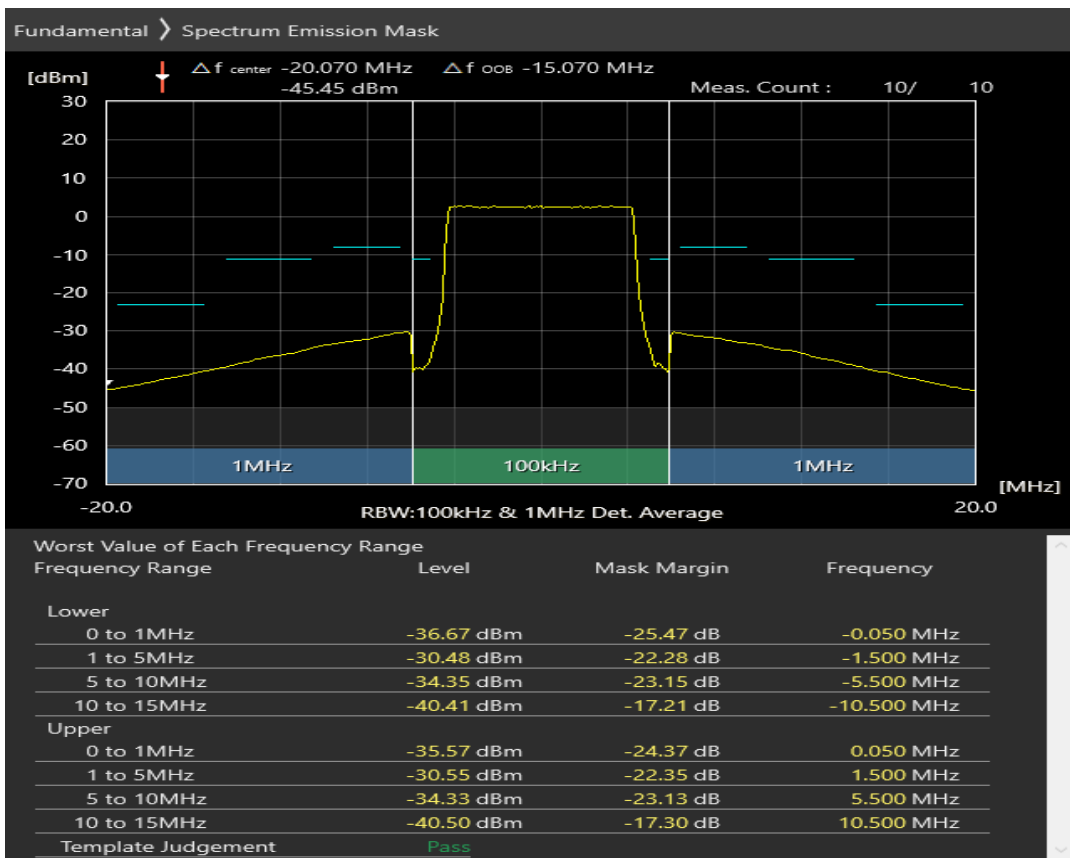 Fundamental 〉 Spectrum Emission Mask
[dBm] △f center -20.070 MHz △f OOB -15.070 MHz
-45.45 dBm Meas. Count : 10/ 10
30
20
10
0
-10
-20
-30
-40
-50
-60
1MHz 100kHz 1MHz
-70 [MHz]
-20.0 RBW:100kHz & 1MHz Det. Average 20.0
Worst Value of Each Frequency Range
Frequency Range Level Mask Margin Frequency
Lower
0 to 1MHz -36.67 dBm -25.47 dB -0.050 MHz
1 to 5MHz -30.48 dBm -22.28 dB -1.500 MHz
5 to 10MHz -34.35 dBm -23.15 dB -5.500 MHz
10 to 15MHz -40.41 dBm -17.21 dB -10.500 MHz
Upper
0 to 1MHz -35.57 dBm -24.37 dB 0.050 MHz
1 to 5MHz -30.55 dBm -22.35 dB 1.500 MHz
5 to 10MHz -34.33 dBm -23.13 dB 5.500 MHz
10 to 15MHz -40.50 dBm -17.30 dB 10.500 MHz
Template Judgement Pass